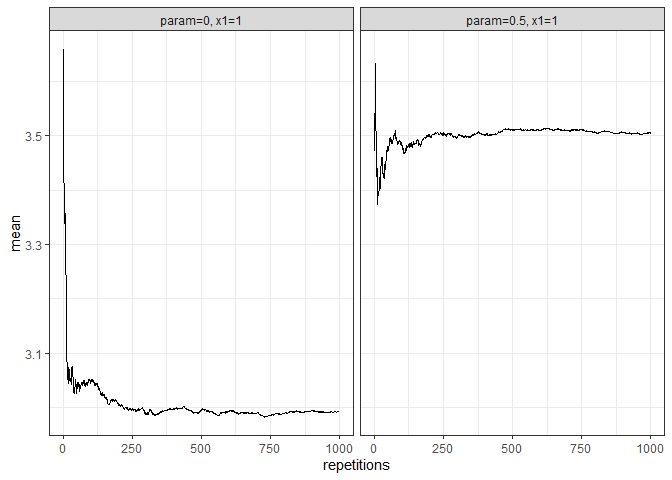 param=0, x1=1
param=0.5, x1=1
mean
3.5
3.3
3.1
0 250 500 750 1000
0 250 500 750 1000
repetitions